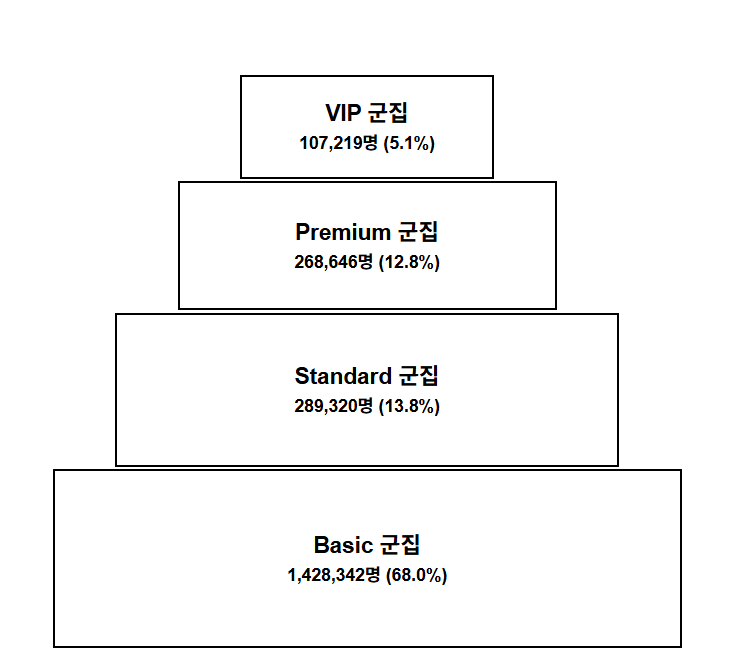 VIP 군집
107,219명 (5.1%)
Premium 군집
268,646명 (12.8%)
Standard 군집
289,320명 (13.8%)
Basic 군집
1,428,342명 (68.0%)